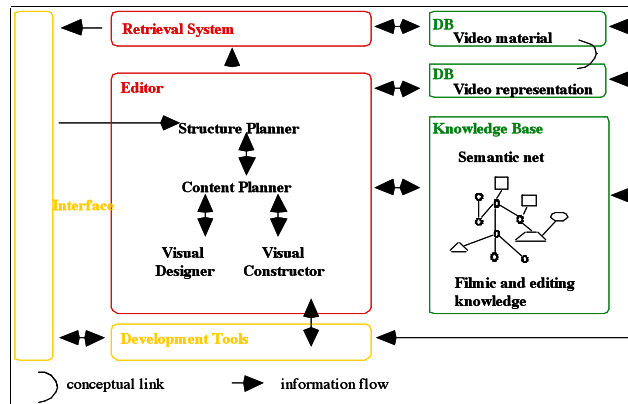 Retrieval System
DB
Video material
DB
Video representation
Editor
Structure Planner
Content Planner
Visual
Designer
Visual
Constructor
Interface
Knowledge Base
Semantic net
Filmic and editing
knowledge
Development Tools
conceptual link
information flow